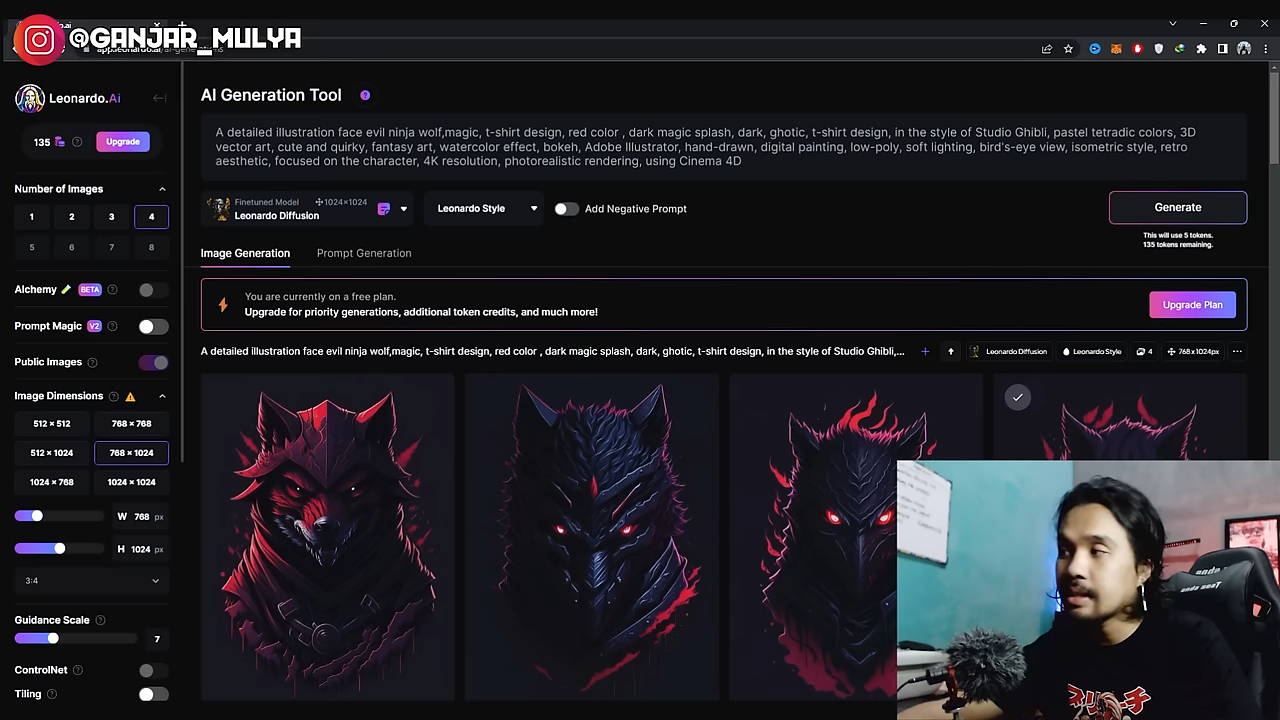 @GANJAR_MULYA
Leonardo.Ai
135
Upgrade
Number of Images
1
2
3
4
5
6
7
8
Alchemy
BETA
Prompt Magic
V2
Public Images
Image Dimensions
512 × 512
768 × 768
512 × 1024
768 × 1024
1024 × 768
1024 × 1024
W 768 px
H 1024 px
3:4
Guidance Scale
7
ControlNet
Tiling
AI Generation Tool
A detailed illustration face evil ninja wolf,magic, t-shirt design, red color , dark magic splash, dark, ghotic, t-shirt design, in the style of Studio Ghibli, pastel tetradic colors, 3D
vector art, cute and quirky, fantasy art, watercolor effect, bokeh, Adobe Illustrator, hand-drawn, digital painting, low-poly, soft lighting, bird's-eye view, isometric style, retro
aesthetic, focused on the character, 4K resolution, photorealistic rendering, using Cinema 4D
Finetuned Model
1024×1024
Leonardo Diffusion
Leonardo Style
Add Negative Prompt
Generate
This will use 5 tokens.
135 tokens remaining.
Image Generation
Prompt Generation
You are currently on a free plan.
Upgrade for priority generations, additional token credits, and much more!
Upgrade Plan
A detailed illustration face evil ninja wolf,magic, t-shirt design, red color , dark magic splash, dark, ghotic, t-shirt design, in the style of Studio Ghibli,...
Leonardo Diffusion
Leonardo Style
4
768 x 1024px